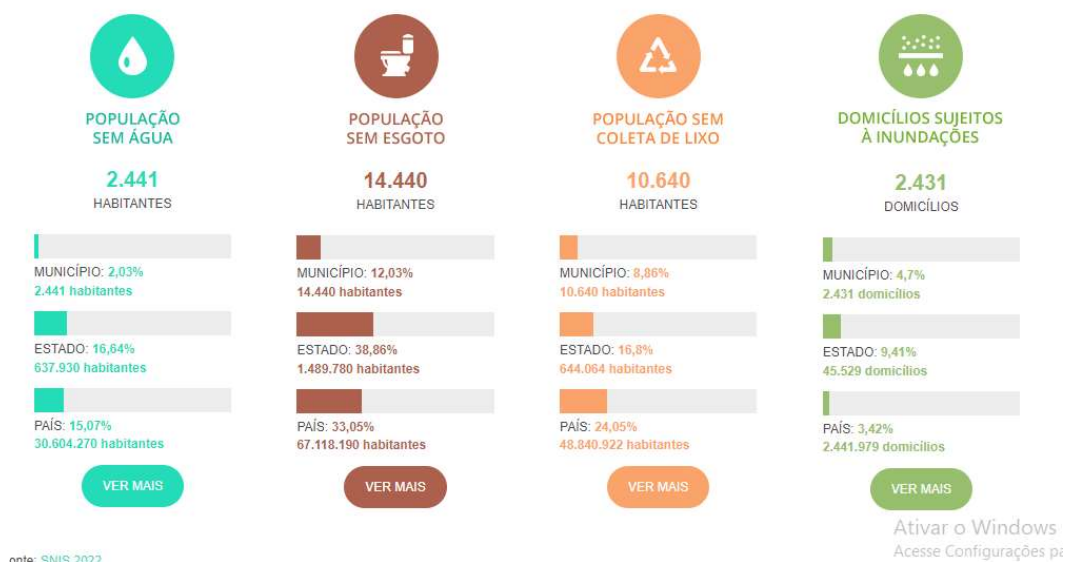 POPULAÇÃO
SEM ÁGUA
2.441
HABITANTES
MUNICÍPIO: 2,03%
2.441 habitantes
ESTADO: 16,64%
637.930 habitantes
PAÍS: 15,07%
30.604.270 habitantes
VER MAIS
POPULAÇÃO
SEM ESGOTO
14.440
HABITANTES
MUNICÍPIO: 12,03%
14.440 habitantes
ESTADO: 38,86%
1.489.780 habitantes
PAÍS: 33,05%
67.118.190 habitantes
VER MAIS
POPULAÇÃO SEM
COLETA DE LIXO
10.640
HABITANTES
MUNICÍPIO: 8,86%
10.640 habitantes
ESTADO: 16,8%
644.064 habitantes
PAÍS: 24,05%
48.840.922 habitantes
VER MAIS
DOMICÍLIOS SUJEITOS
À INUNDAÇÕES
2.431
DOMICÍLIOS
MUNICÍPIO: 4,7%
2.431 domicílios
ESTADO: 9,41%
45.529 domicílios
PAÍS: 3,42%
2.441.979 domicílios
VER MAIS
Ativar o Windows
Acesse Configurações pa
onte: SNIS 2022